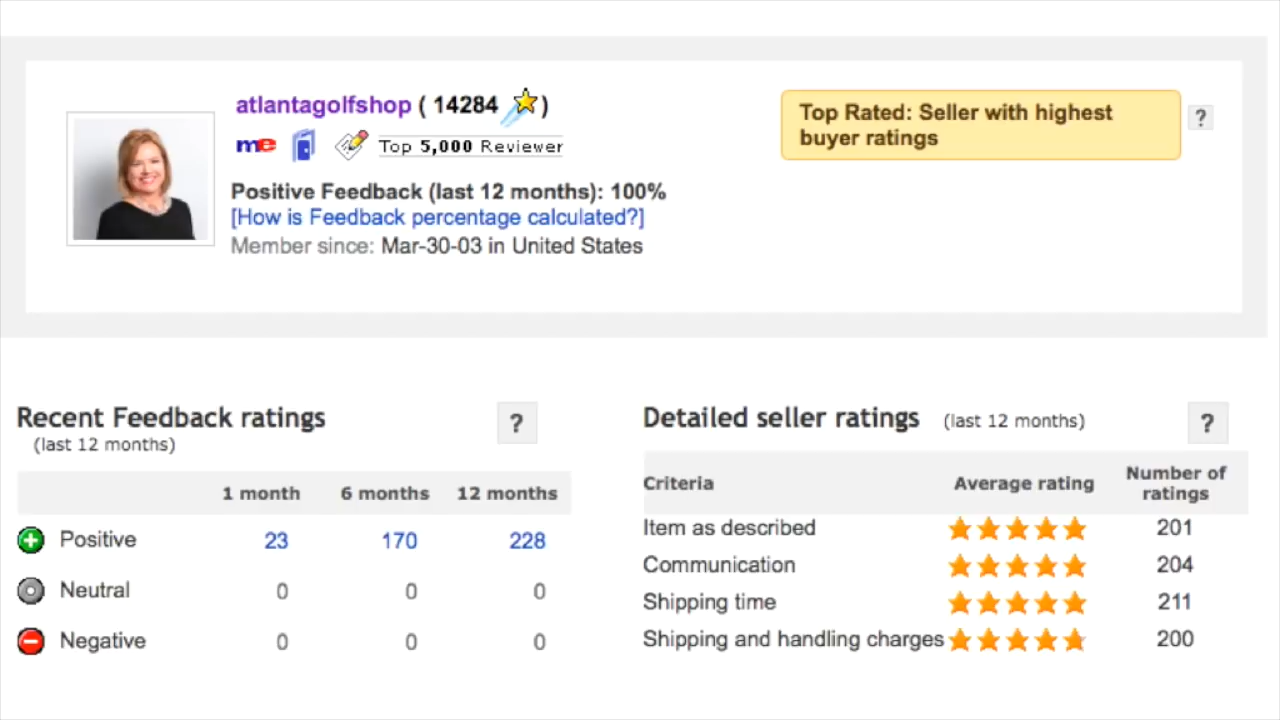 atlantagolfshop ( 14284 )
me Top 5,000 Reviewer
Positive Feedback (last 12 months): 100%
[How is Feedback percentage calculated?]
Member since: Mar-30-03 in United States
Top Rated: Seller with highest
buyer ratings
?
Recent Feedback ratings
(last 12 months)
?
1 month 6 months 12 months
Positive 23 170 228
Neutral 0 0 0
Negative 0 0 0
Detailed seller ratings (last 12 months)
?
Criteria Average rating Number of
ratings
Item as described 201
Communication 204
Shipping time 211
Shipping and handling charges 200